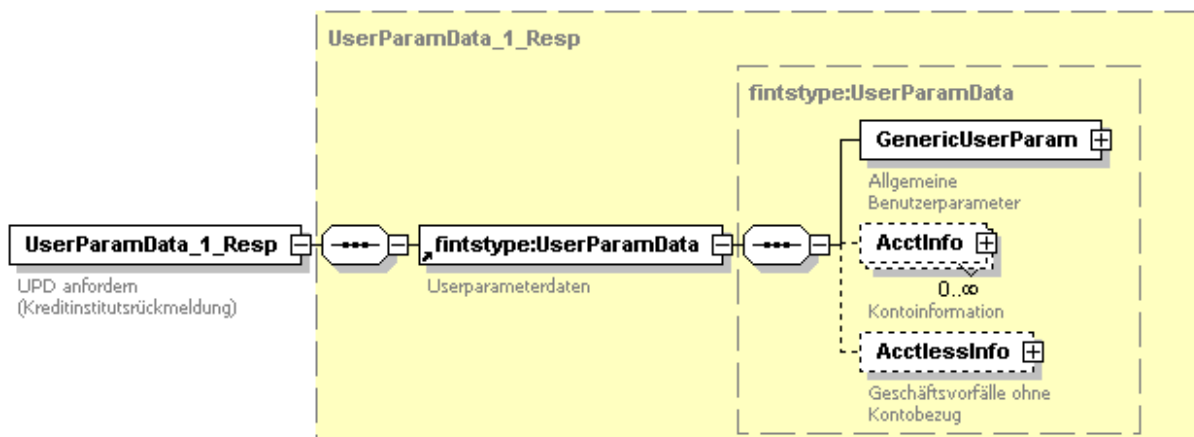 UserParamData_1_Resp
fintstype:UserParamData
GenericUserParam
Allgemeine
Benutzerparameter
UserParamData_1_Resp
UPD anfordern
(Kreditinstitutsrückmeldung)
fintstype:UserParamData
Userparameterdaten
AcctInfo
0..∞
Kontoinformation
AcctlessInfo
Geschäftsvorfälle ohne
Kontobezug